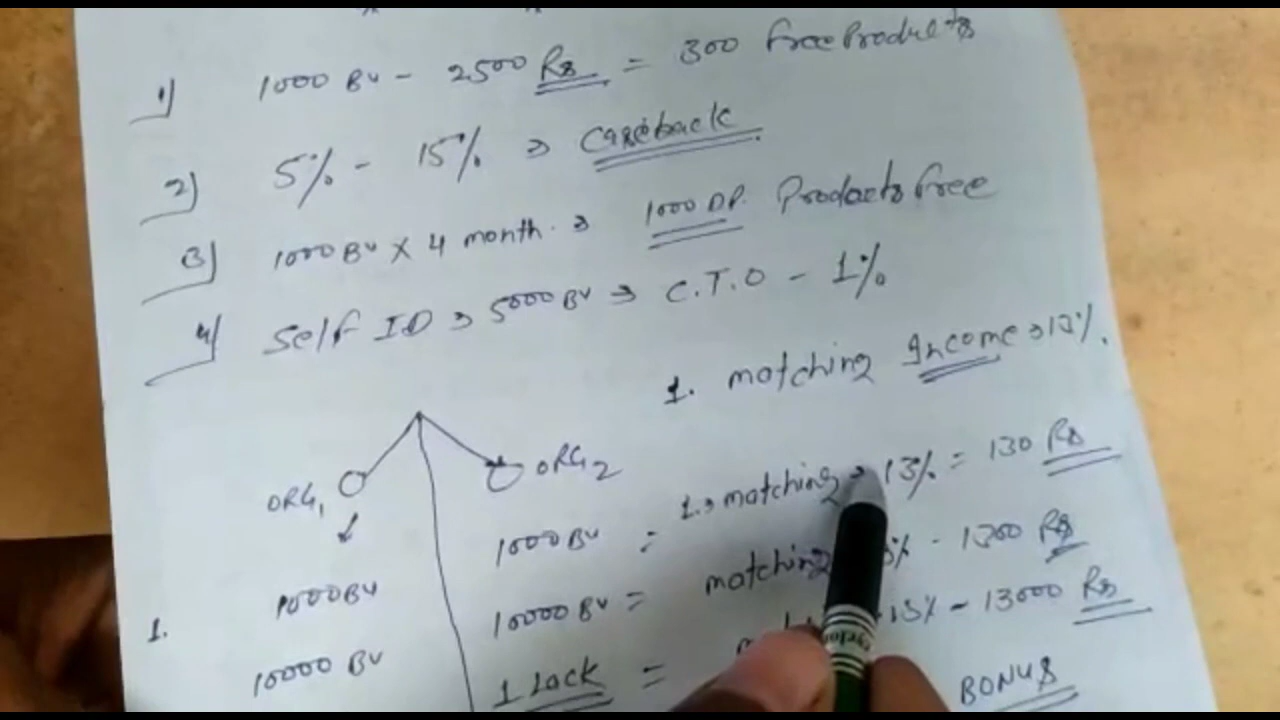 1) 1000 BV - 2500 Rs = 300 free Products
2) 5% - 15% → Caseback
3) 1000 BV X 4 month. → 1000 DP. Products free
4) Self ID → 5000 BV → C.T.O - 1%
1. matching Income → 13%.
ORG1 ORG2
1. → matching → 13% = 130 Rs
1000 BV =
matching % - 1300 Rs
1. 1000 BV
10000 BV =
13% - 13000 Rs
10000 BV
1 Lack =
BONUS